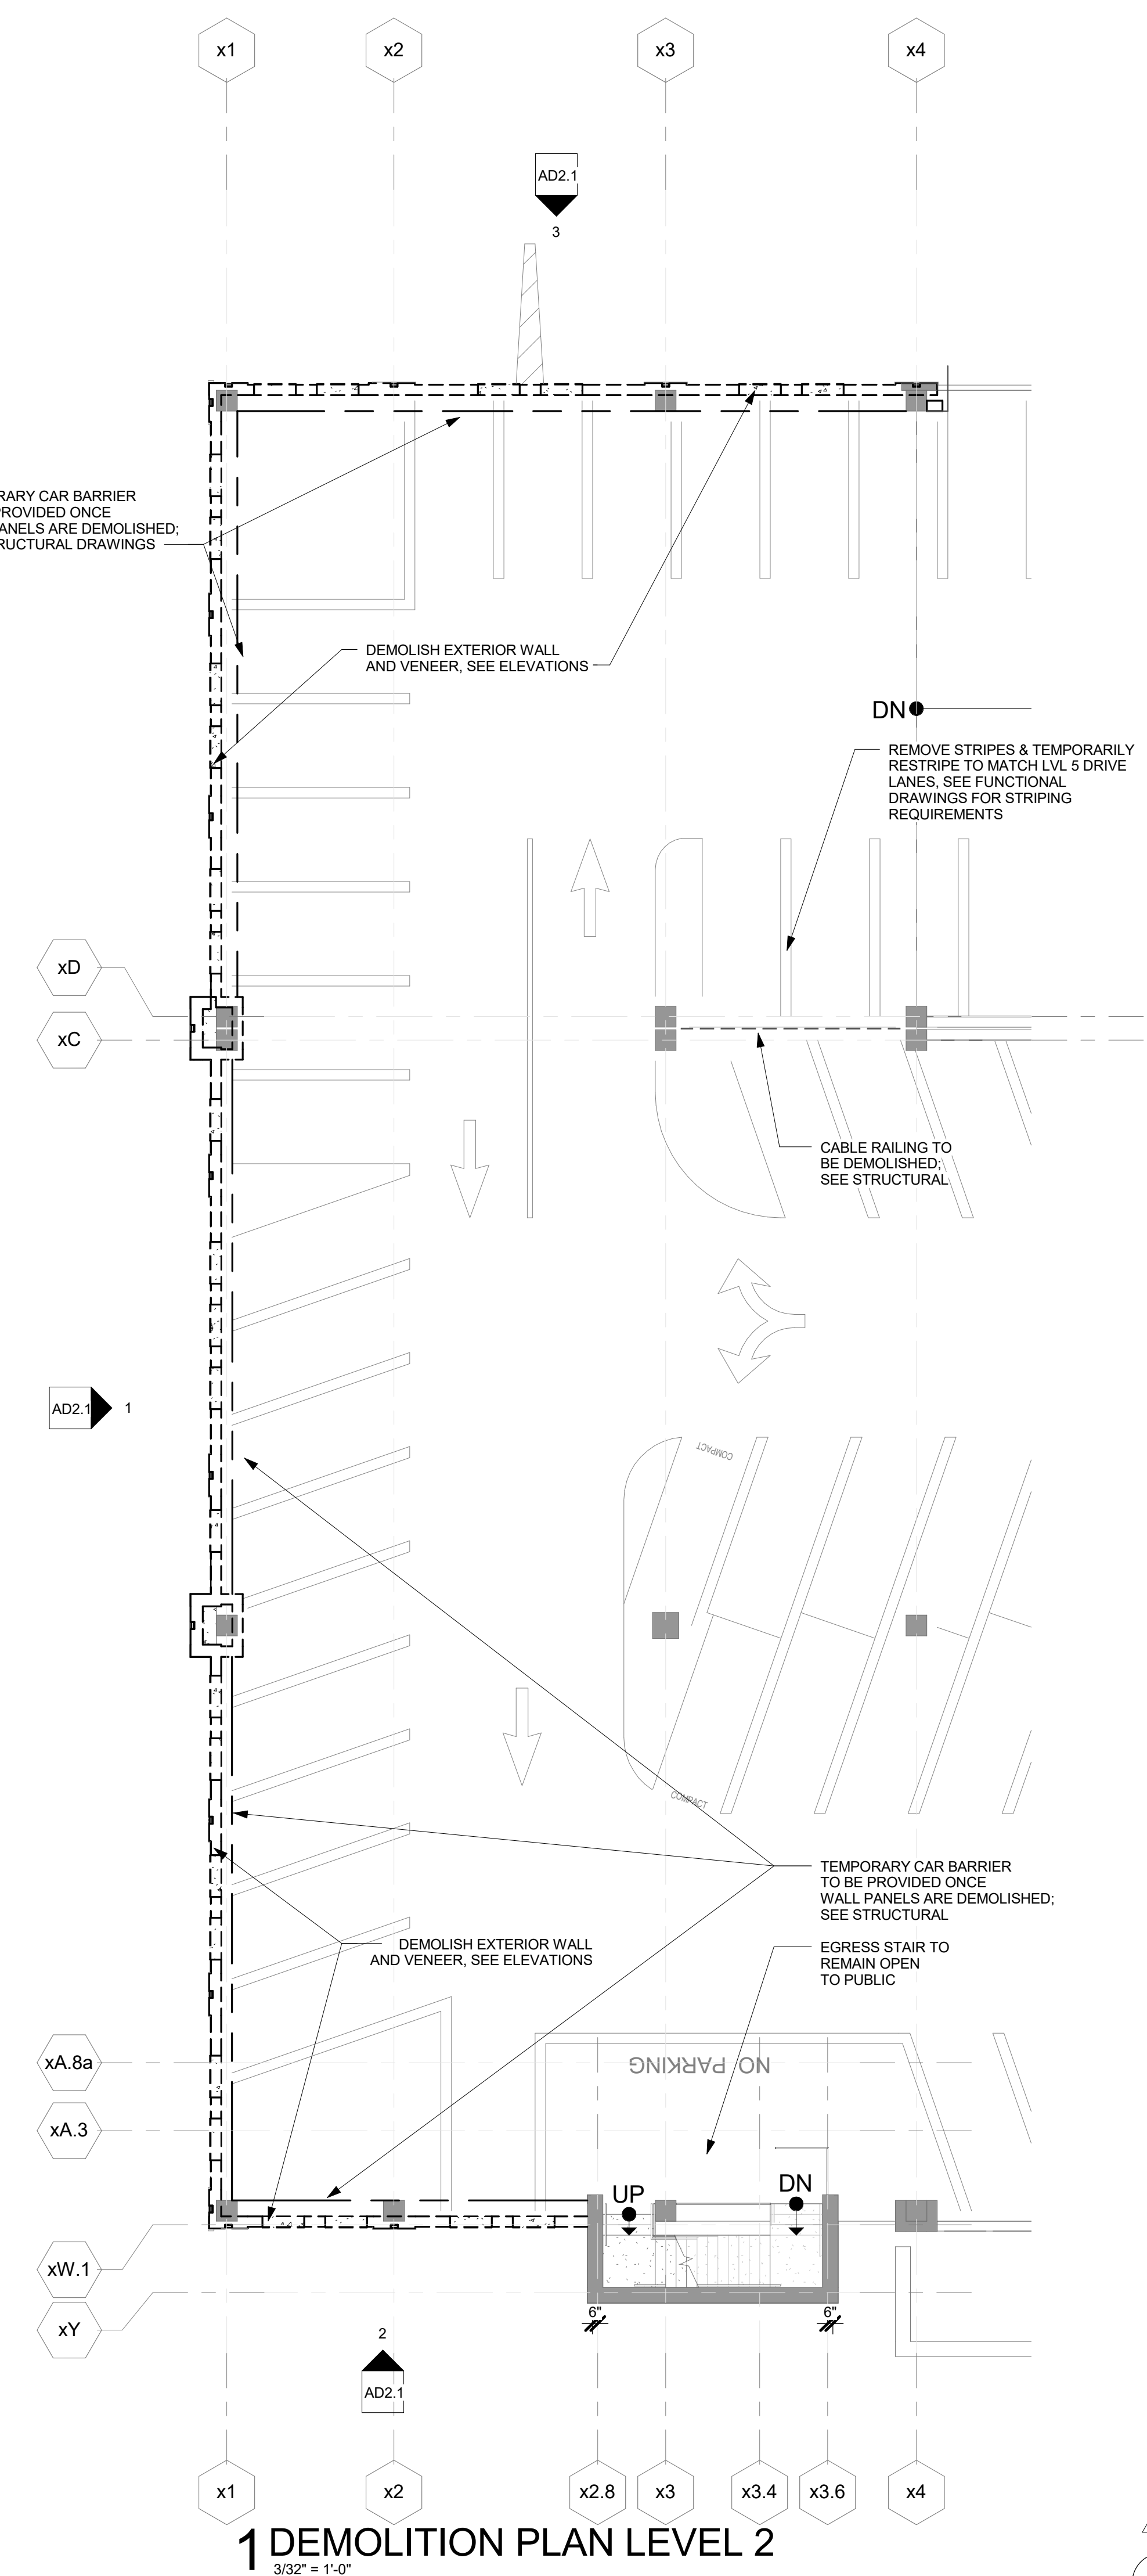 x1
x2
x3
x4
AD2.1
3
RARY CAR BARRIER
PROVIDED ONCE
PANELS ARE DEMOLISHED;
RUCTURAL DRAWINGS
DEMOLISH EXTERIOR WALL
AND VENEER, SEE ELEVATIONS
DN
REMOVE STRIPES & TEMPORARILY
RESTRIPE TO MATCH LVL 5 DRIVE
LANES, SEE FUNCTIONAL
DRAWINGS FOR STRIPING
REQUIREMENTS
xD
xC
CABLE RAILING TO
BE DEMOLISHED;
SEE STRUCTURAL
AD2.1
1
COMPACT
COMPACT
TEMPORARY CAR BARRIER
TO BE PROVIDED ONCE
WALL PANELS ARE DEMOLISHED;
SEE STRUCTURAL
DEMOLISH EXTERIOR WALL
AND VENEER, SEE ELEVATIONS
EGRESS STAIR TO
REMAIN OPEN
TO PUBLIC
xA.8a
NO PARKING
xA.3
UP
DN
xW.1
xY
6"
6"
2
AD2.1
x1
x2
x2.8
x3
x3.4
x3.6
x4
1 DEMOLITION PLAN LEVEL 2
3/32" = 1'-0"